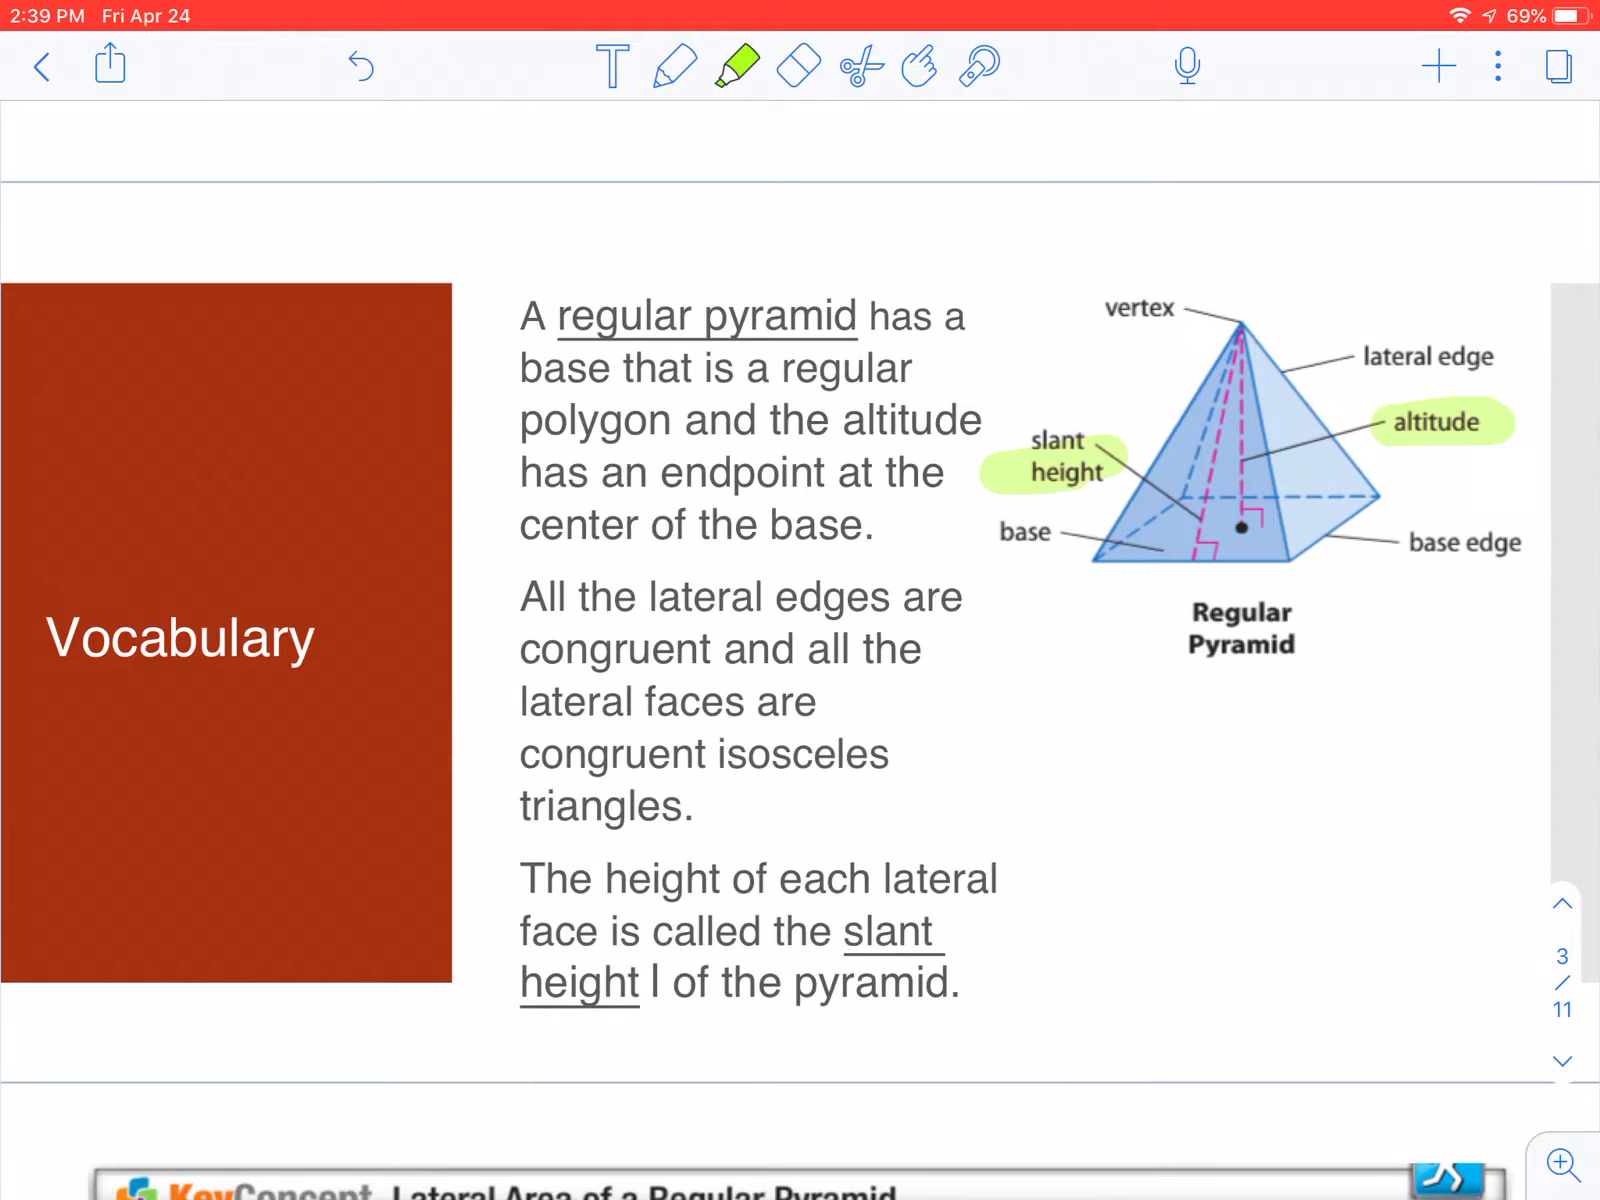 2:39 PM Fri Apr 24
69%
Vocabulary
A regular pyramid has a
base that is a regular
polygon and the altitude
has an endpoint at the
center of the base.
All the lateral edges are
congruent and all the
lateral faces are
congruent isosceles
triangles.
The height of each lateral
face is called the slant
height l of the pyramid.
vertex
lateral edge
altitude
slant
height
base
base edge
Regular
Pyramid
3
/
11
KeyConcept Lateral Area of a Regular Pyramid